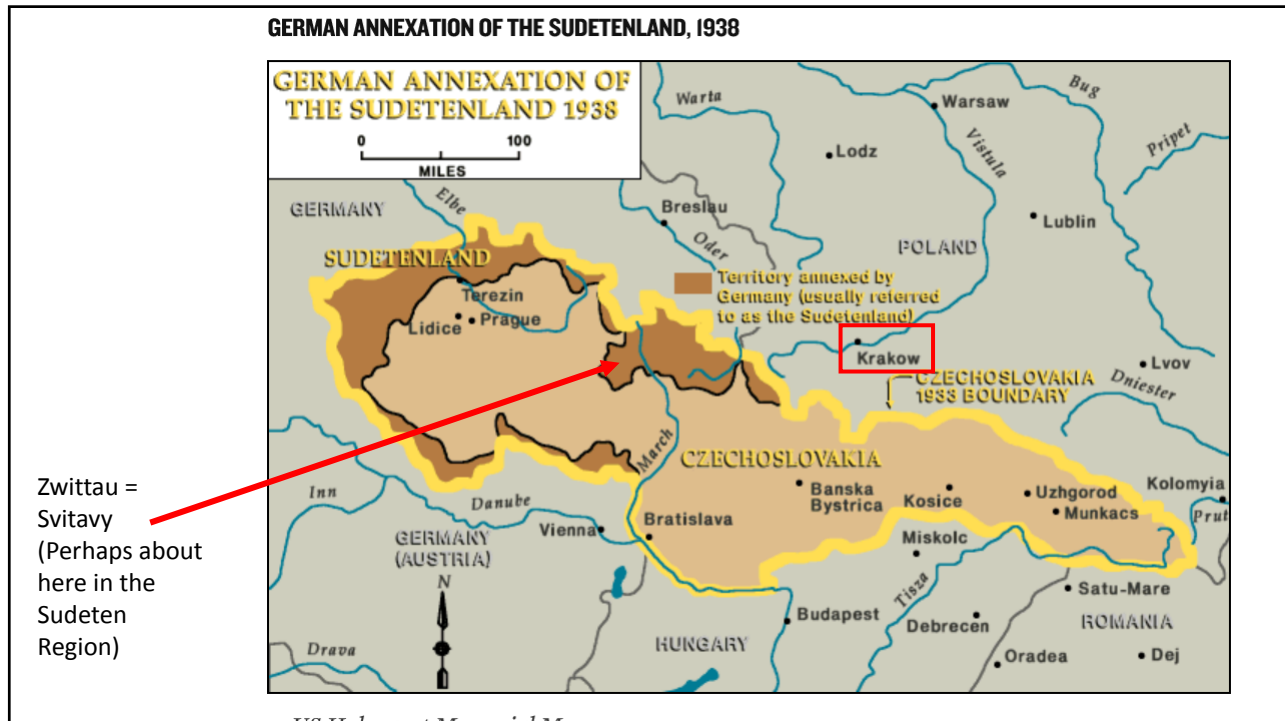 GERMAN ANNEXATION OF THE SUDETENLAND, 1938
GERMAN ANNEXATION OF
THE SUDETENLAND 1938
0 100
MILES
Warta
Warsaw
Bug
Vistula
Pripet
Lodz
Elbe
GERMANY
Breslau
Oder
Lublin
POLAND
SUDETENLAND
Territory annexed by
Germany (usually referred
to as the Sudetenland)
Terezin
Lidice
Prague
Krakow
Lvov
Dniester
CZECHOSLOVAKIA
1933 BOUNDARY
March
CZECHOSLOVAKIA
Zwittau =
Svitavy
(Perhaps about
here in the
Sudeten
Region)
Inn
Danube
Vienna
Bratislava
Banska
Bystrica
Kosice
Uzhgorod
Munkacs
Kolomyia
Prut
GERMANY
(AUSTRIA)
N
Miskolc
Tisza
Satu-Mare
Budapest
Debrecen
ROMANIA
HUNGARY
Oradea
Dej
Drava